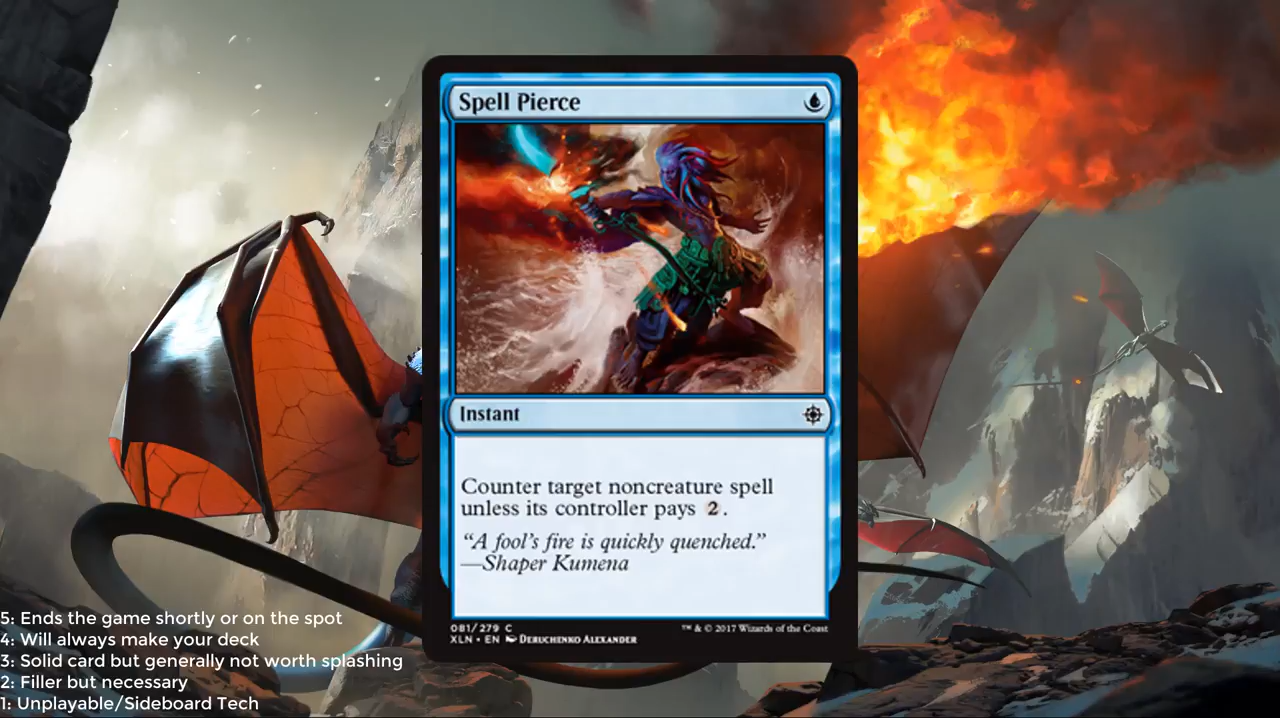 Spell Pierce
Instant
Counter target noncreature spell
unless its controller pays 2.
“A fool’s fire is quickly quenched.”
—Shaper Kumena
081/279 C
XLN • EN Deruchenko Alexander
™ & © 2017 Wizards of the Coast
5: Ends the game shortly or on the spot
4: Will always make your deck
3: Solid card but generally not worth splashing
2: Filler but necessary
1: Unplayable/Sideboard Tech